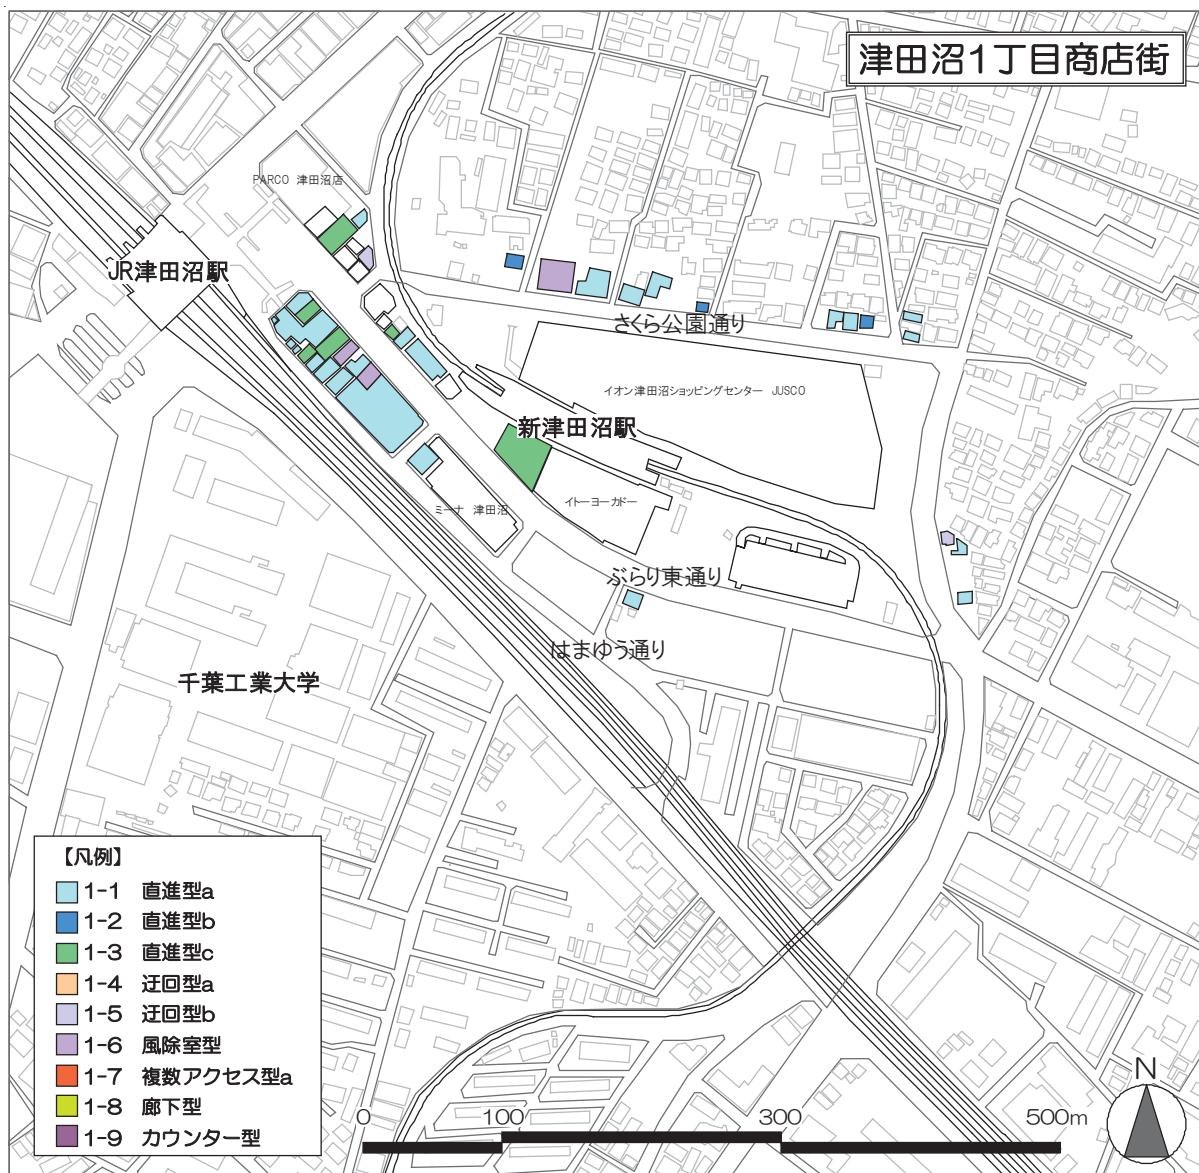 津田沼1丁目商店街
PARCO 津田沼店
JR津田沼駅
さくら公園通り
イオン津田沼ショッピングセンター JUSCO
新津田沼駅
イトーヨーカドー
ミーナ 津田沼
ぶらり東通り
はまゆう通り
千葉工業大学
【凡例】
1-1 直進型a
1-2 直進型b
1-3 直進型c
1-4 迂回型a
1-5 迂回型b
1-6 風除室型
1-7 複数アクセス型a
1-8 廊下型
1-9 カウンター型
0 100 300 500m
N